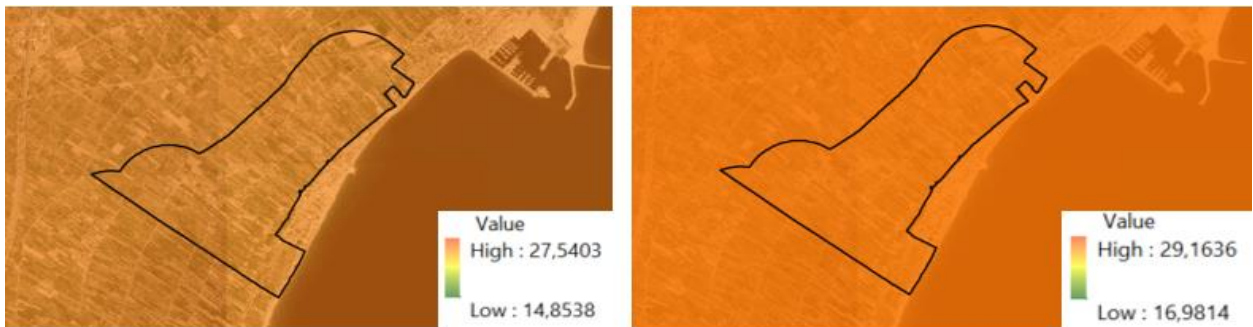 Value
High : 27,5403
Low : 14,8538
Value
High : 29,1636
Low : 16,9814